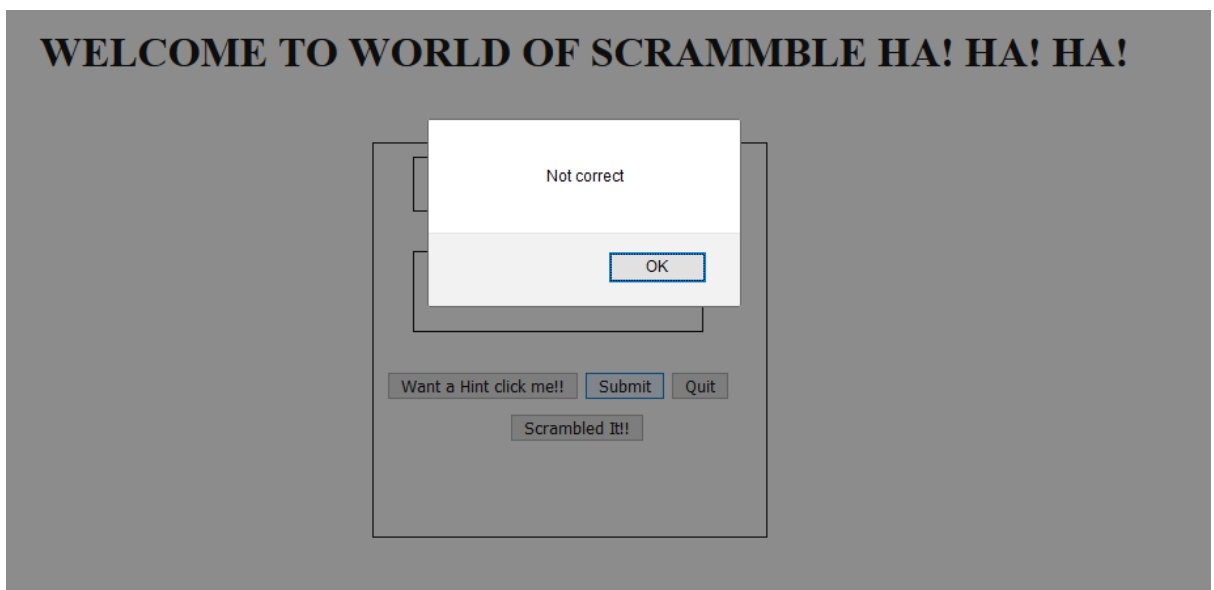 WELCOME TO WORLD OF SCRAMMBLE HA! HA! HA!
Not correct
OK
Want a Hint click me!! Submit Quit
Scrambled It!!